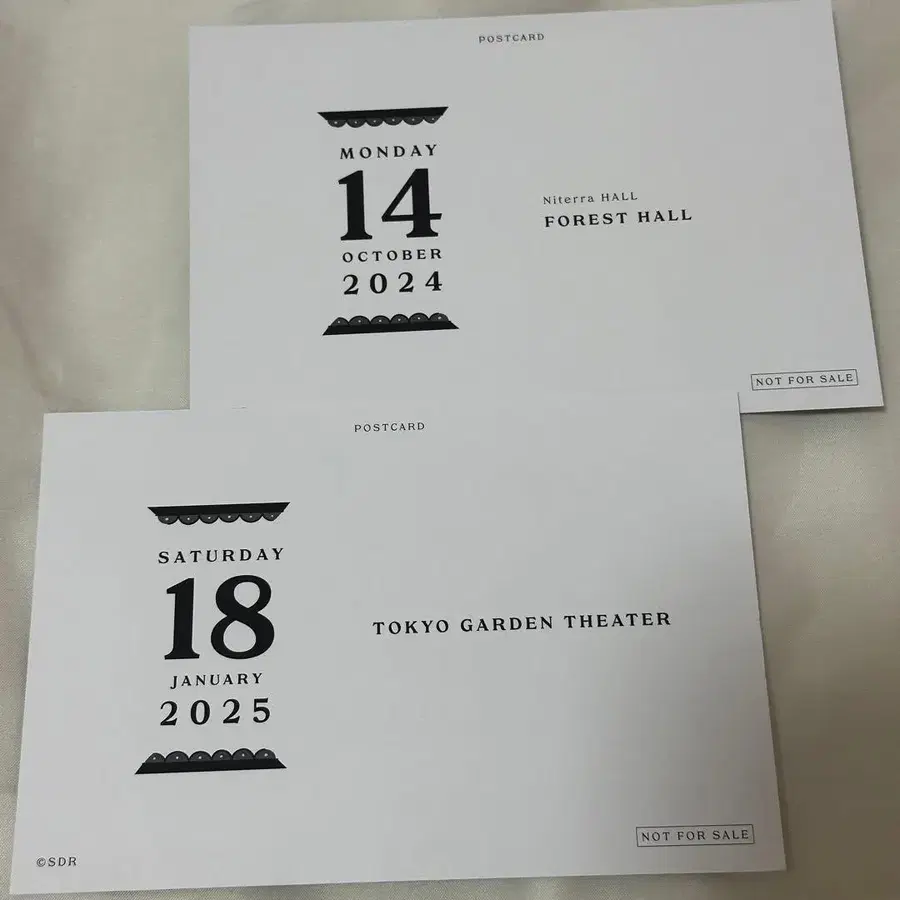 POSTCARD
MONDAY
14
OCTOBER
2024
Niterra HALL
FOREST HALL
NOT FOR SALE
POSTCARD
SATURDAY
18
JANUARY
2025
TOKYO GARDEN THEATER
NOT FOR SALE
©SDR